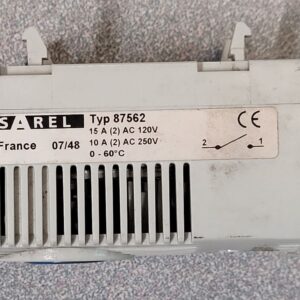 SAREL Typ 87562
15 A (2) AC 120V
France 07/48 10 A (2) AC 250V
0 - 60°C
CE
2 1